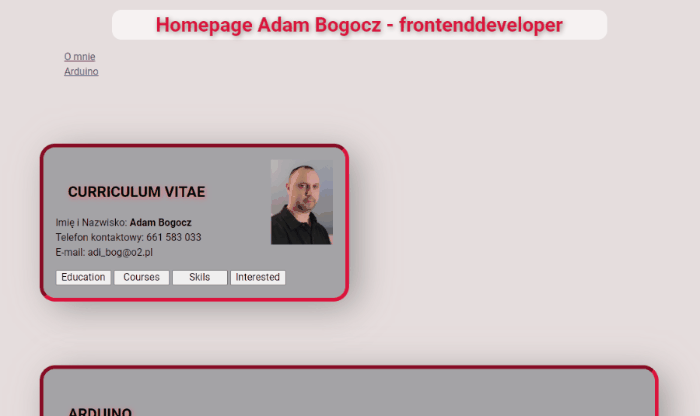 Homepage Adam Bogocz - frontenddeveloper
O mnie
Arduino
CURRICULUM VITAE
Imię i Nazwisko: Adam Bogocz
Telefon kontaktowy: 661 583 033
E-mail: adi_bog@o2.pl
Education Courses Skils Interested
ARDUINO